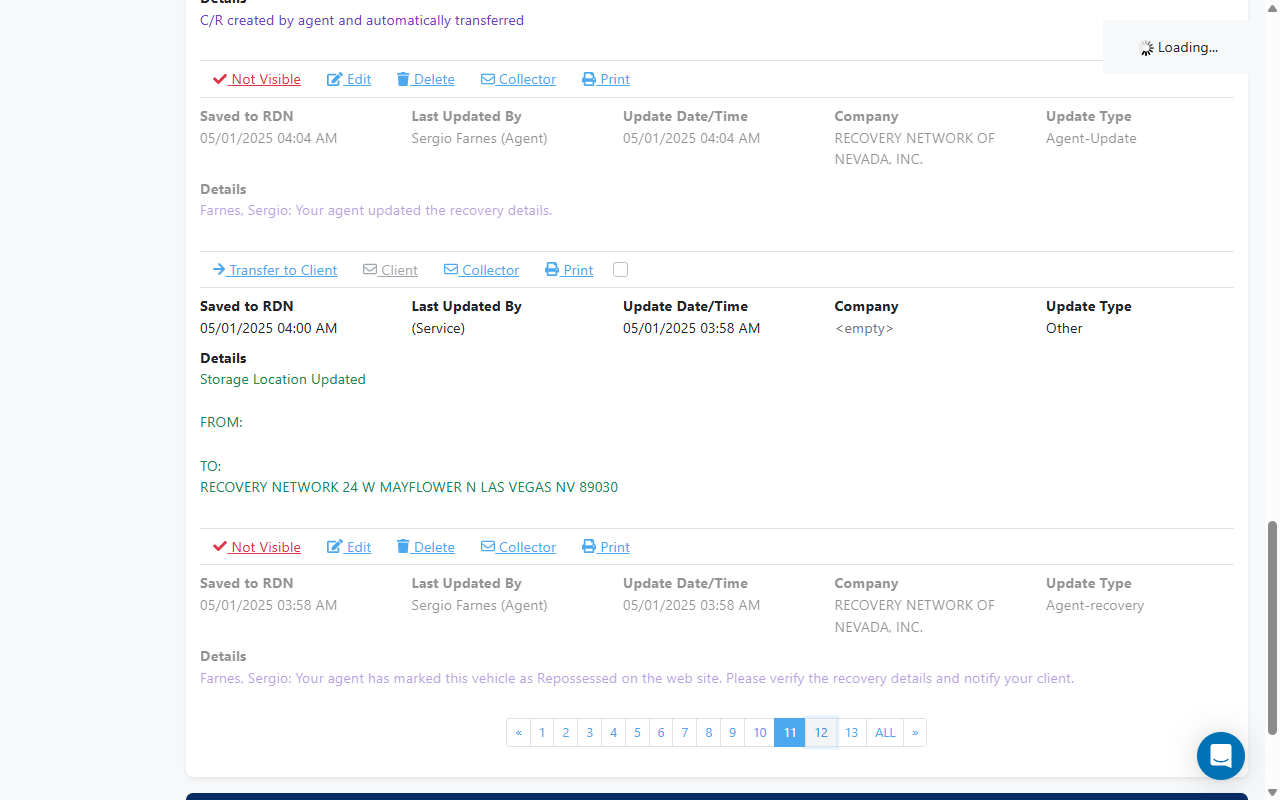 Details
C/R created by agent and automatically transferred
Loading...
Not Visible Edit Delete Collector Print
Saved to RDN Last Updated By Update Date/Time Company Update Type
05/01/2025 04:04 AM Sergio Farnes (Agent) 05/01/2025 04:04 AM RECOVERY NETWORK OF Agent-Update
NEVADA, INC.
Details
Farnes, Sergio: Your agent updated the recovery details.
Transfer to Client Client Collector Print
Saved to RDN Last Updated By Update Date/Time Company Update Type
05/01/2025 04:00 AM (Service) 05/01/2025 03:58 AM <empty> Other
Details
Storage Location Updated
FROM:
TO:
RECOVERY NETWORK 24 W MAYFLOWER N LAS VEGAS NV 89030
Not Visible Edit Delete Collector Print
Saved to RDN Last Updated By Update Date/Time Company Update Type
05/01/2025 03:58 AM Sergio Farnes (Agent) 05/01/2025 03:58 AM RECOVERY NETWORK OF Agent-recovery
NEVADA, INC.
Details
Farnes, Sergio: Your agent has marked this vehicle as Repossessed on the web site. Please verify the recovery details and notify your client.
« 1 2 3 4 5 6 7 8 9 10 11 12 13 ALL »